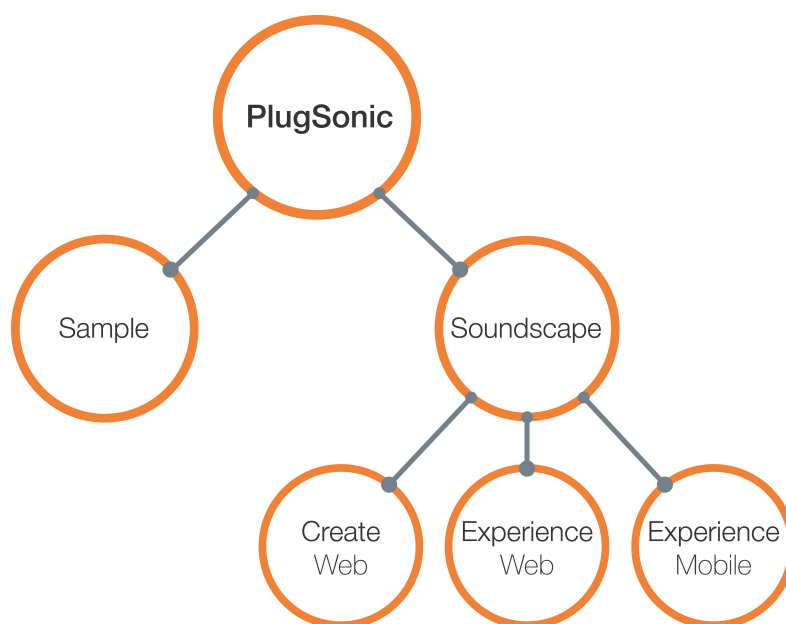 PlugSonic
Sample
Soundscape
Create
Web
Experience
Web
Experience
Mobile